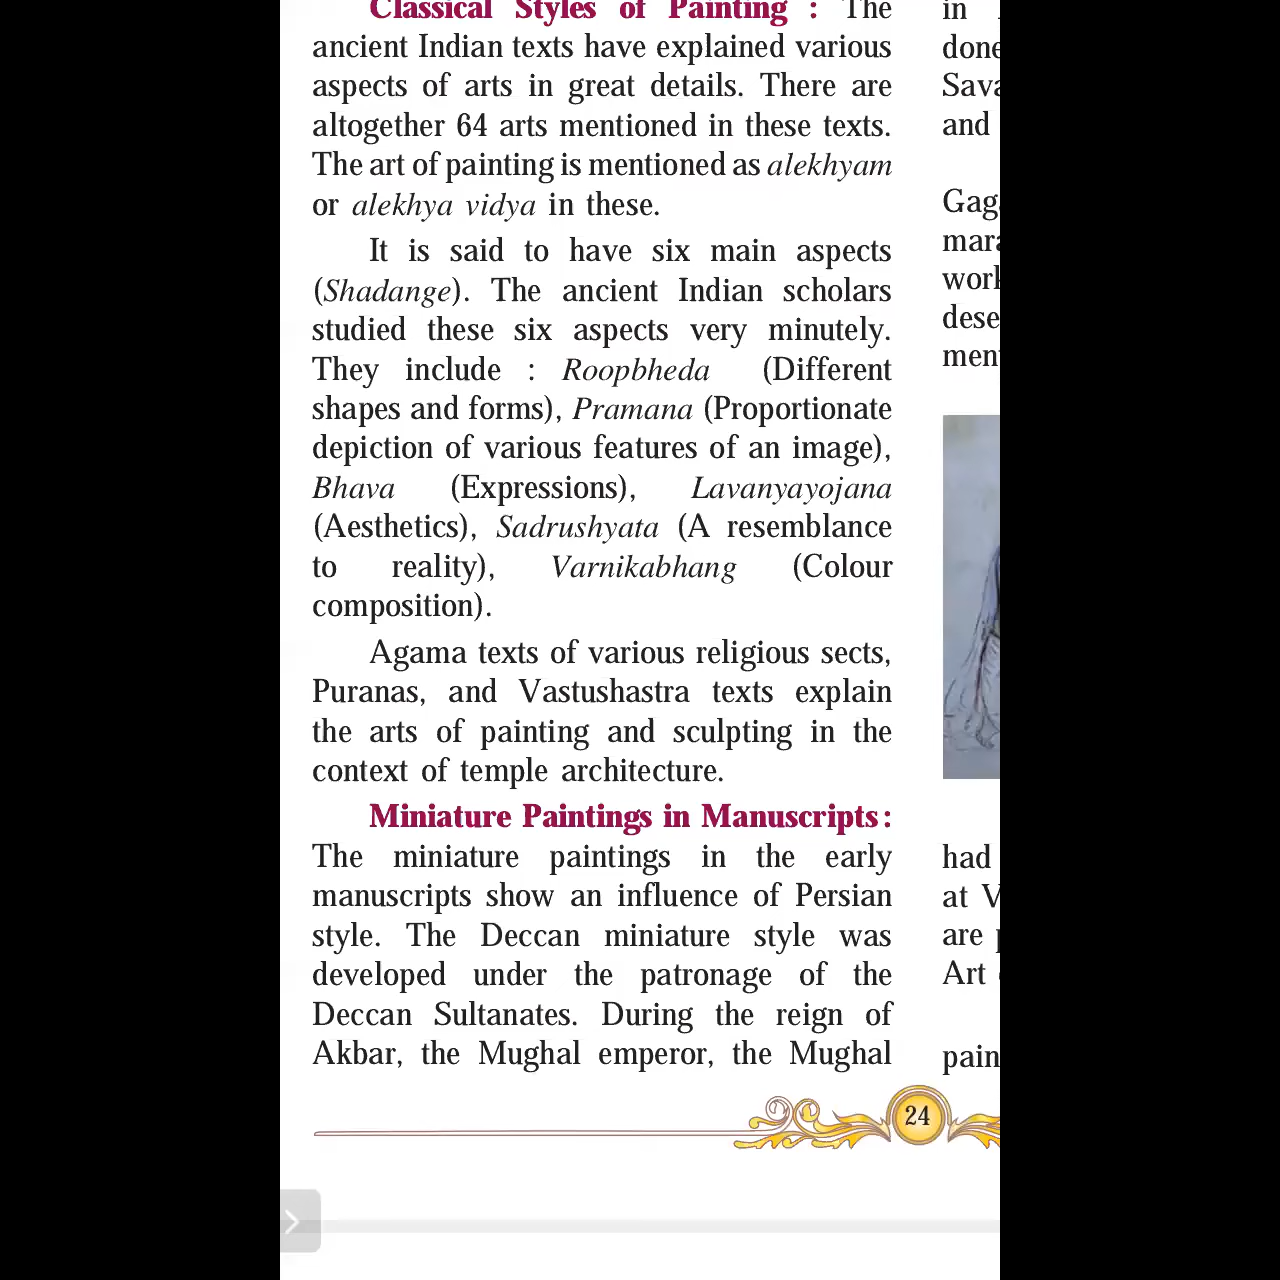 Classical Styles of Painting : The
ancient Indian texts have explained various
aspects of arts in great details. There are
altogether 64 arts mentioned in these texts.
The art of painting is mentioned as alekhyam
or alekhya vidya in these.
It is said to have six main aspects
(Shadange). The ancient Indian scholars
studied these six aspects very minutely.
They include : Roopbheda (Different
shapes and forms), Pramana (Proportionate
depiction of various features of an image),
Bhava (Expressions), Lavanyayojana
(Aesthetics), Sadrushyata (A resemblance
to reality), Varnikabhang (Colour
composition).
Agama texts of various religious sects,
Puranas, and Vastushastra texts explain
the arts of painting and sculpting in the
context of temple architecture.
Miniature Paintings in Manuscripts:
The miniature paintings in the early
manuscripts show an influence of Persian
style. The Deccan miniature style was
developed under the patronage of the
Deccan Sultanates. During the reign of
Akbar, the Mughal emperor, the Mughal
in
done
and
had
at V
are
Art
24